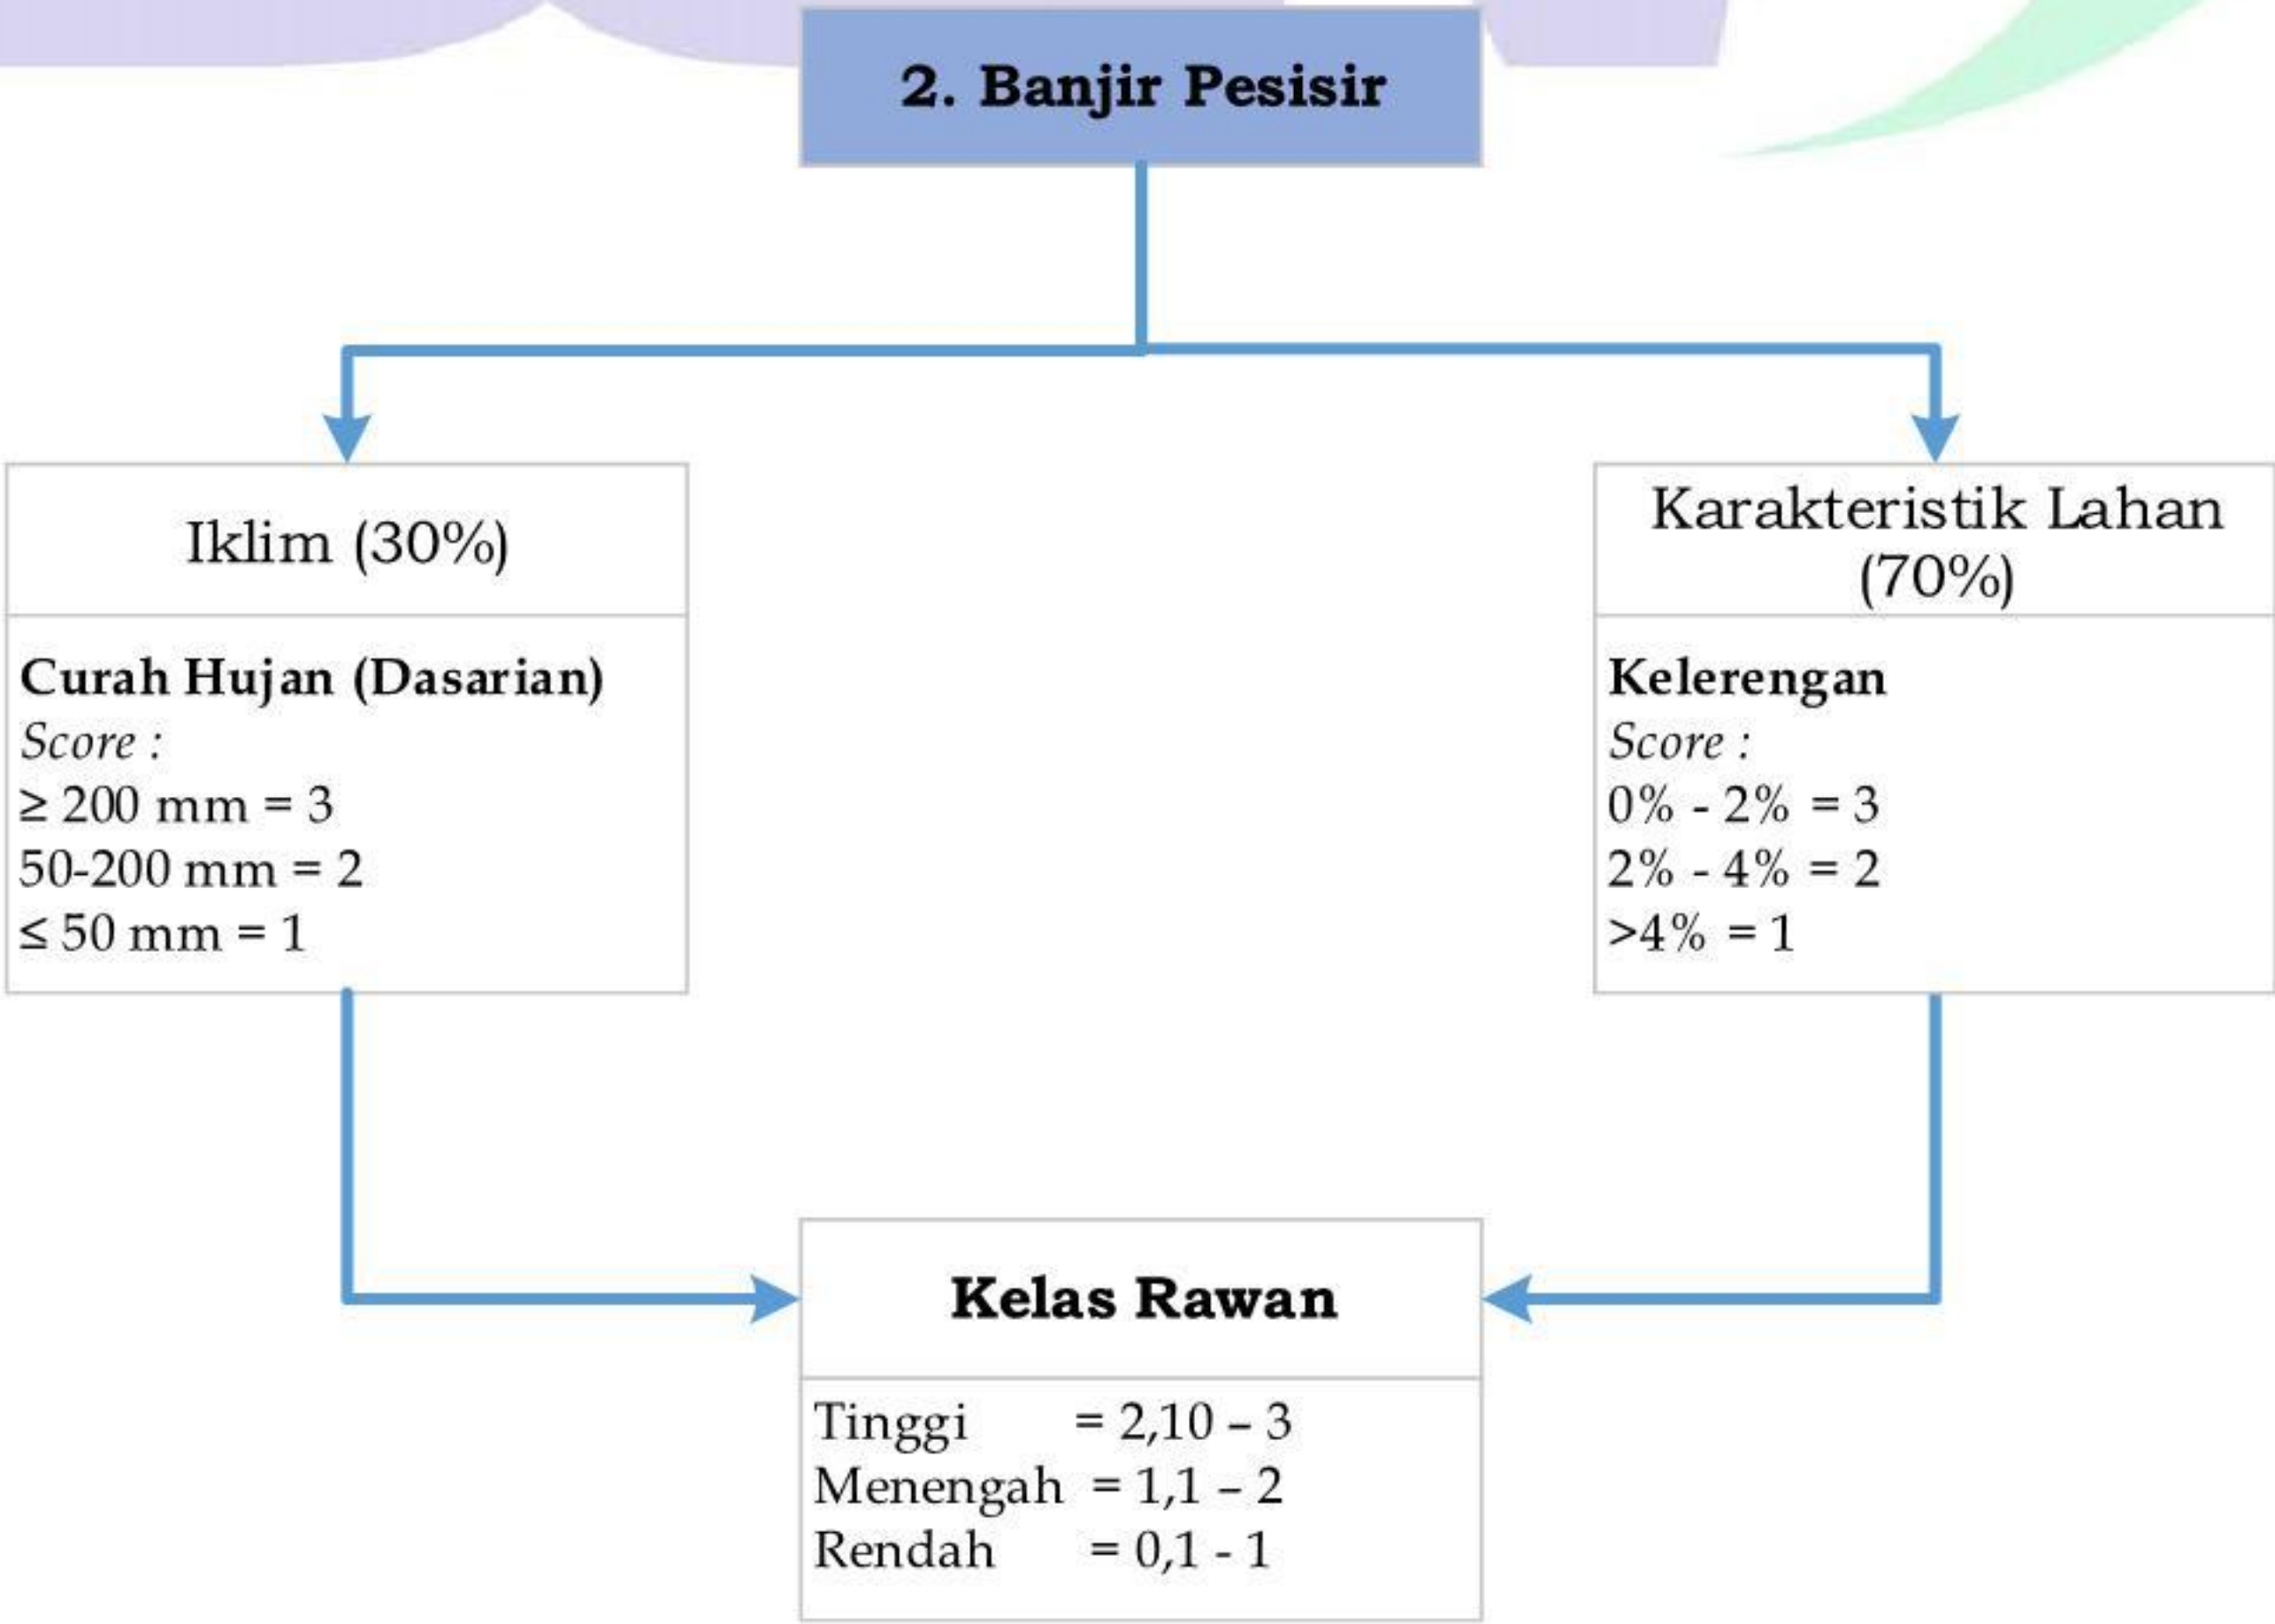 2. Banjir Pesisir
Iklim (30%)
Curah Hujan (Dasarian)
Score :
≥ 200 mm = 3
50-200 mm = 2
≤ 50 mm = 1
Karakteristik Lahan
(70%)
Kelerengan
Score :
0% - 2% = 3
2% - 4% = 2
>4% = 1
Kelas Rawan
Tinggi = 2,10 – 3
Menengah = 1,1 – 2
Rendah = 0,1 - 1